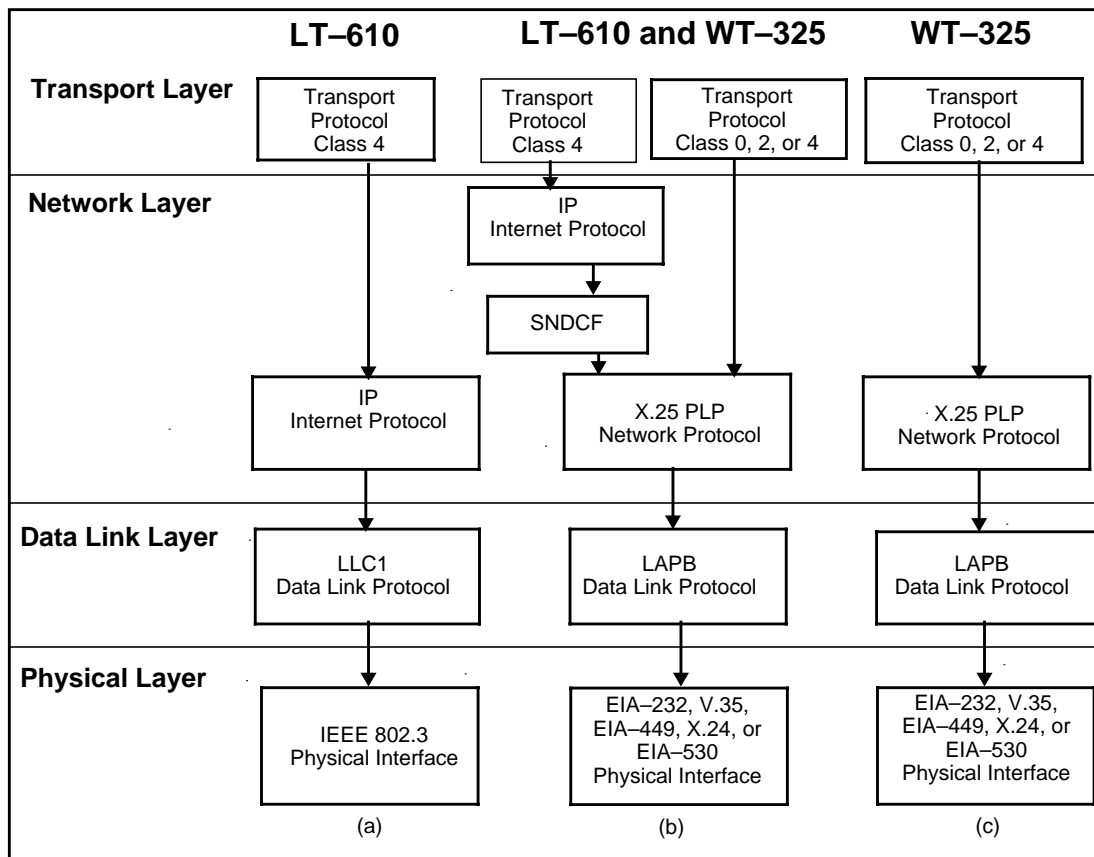 LT–610
LT–610 and WT–325
WT–325
Transport Layer
Transport
Protocol
Class 4
Transport
Protocol
Class 4
Transport
Protocol
Class 0, 2, or 4
Transport
Protocol
Class 0, 2, or 4
Network Layer
IP
Internet Protocol
SNDCF
IP
Internet Protocol
X.25 PLP
Network Protocol
X.25 PLP
Network Protocol
Data Link Layer
LLC1
Data Link Protocol
LAPB
Data Link Protocol
LAPB
Data Link Protocol
Physical Layer
IEEE 802.3
Physical Interface
EIA–232, V.35,
EIA–449, X.24, or
EIA–530
Physical Interface
EIA–232, V.35,
EIA–449, X.24, or
EIA–530
Physical Interface
(a)
(b)
(c)